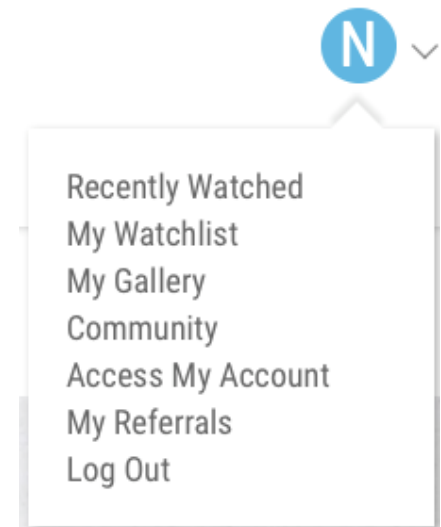 N
Recently Watched
My Watchlist
My Gallery
Community
Access My Account
My Referrals
Log Out